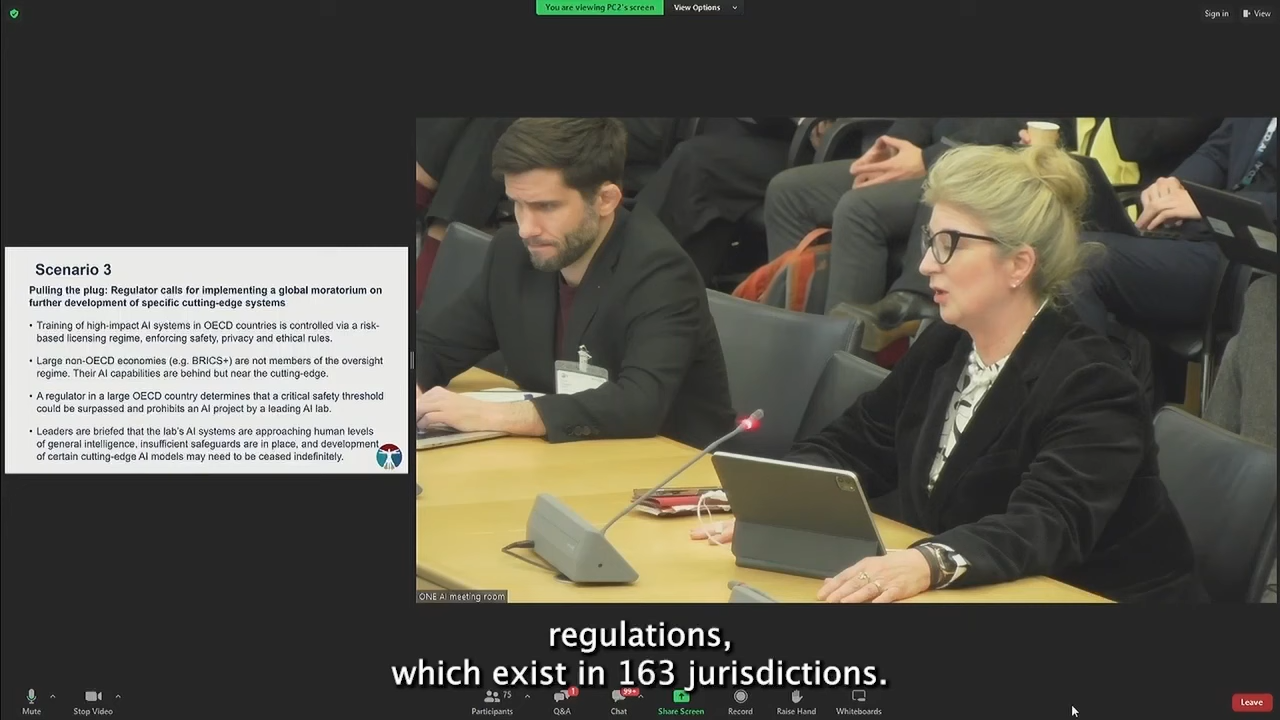 You are viewing PC2's screen
View Options
Sign in
View
Scenario 3
Pulling the plug: Regulator calls for implementing a global moratorium on
further development of specific cutting-edge systems
• Training of high-impact AI systems in OECD countries is controlled via a risk-
based licensing regime, enforcing safety, privacy and ethical rules.
• Large non-OECD economies (e.g. BRICS+) are not members of the oversight
regime. Their AI capabilities are behind but near the cutting-edge.
• A regulator in a large OECD country determines that a critical safety threshold
could be surpassed and prohibits an AI project by a leading AI lab.
• Leaders are briefed that the lab's AI systems are approaching human levels
of general intelligence, insufficient safeguards are in place, and development
of certain cutting-edge AI models may need to be ceased indefinitely.
ONE AI meeting room
regulations,
which exist in 163 jurisdictions.
75
1
99+
Mute
Stop Video
Participants
Q&A
Chat
Share Screen
Record
Raise Hand
Whiteboards
Leave